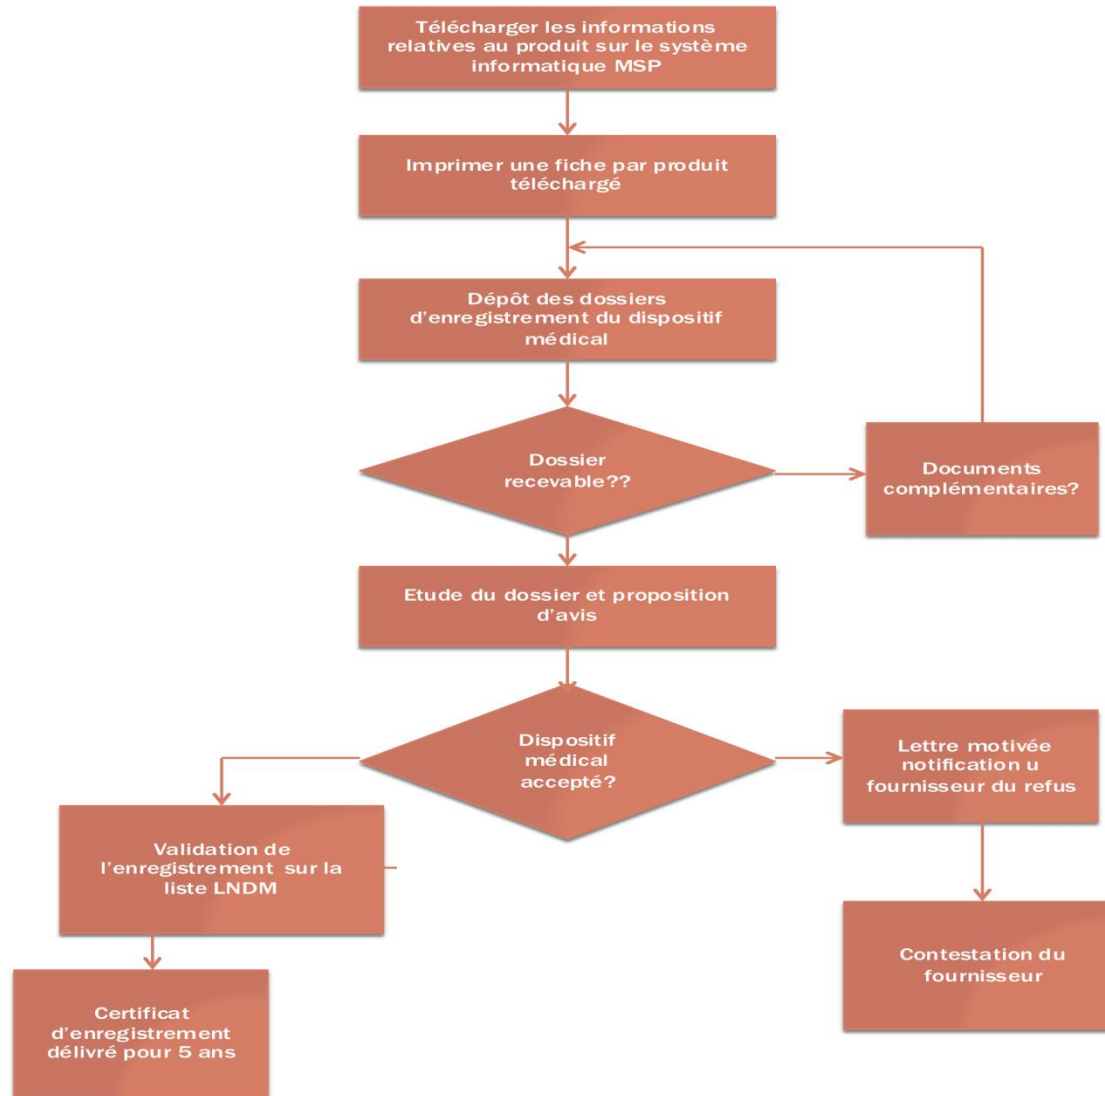 Télécharger les informations
relatives au produit sur le système
informatique MSP
Imprimer une fiche par produit
téléchargé
Dépôt des dossiers
d'enregistrement du dispositif
médical
Dossier
recevable??
Documents
complémentaires?
Etude du dossier et proposition
d'avis
Dispositif
médical
accepté?
Lettre motivée
notification u
fournisseur du refus
Validation de
l'enregistrement sur la
liste LNDM
Contestation du
fournisseur
Certificat
d'enregistrement
délivré pour 5 ans